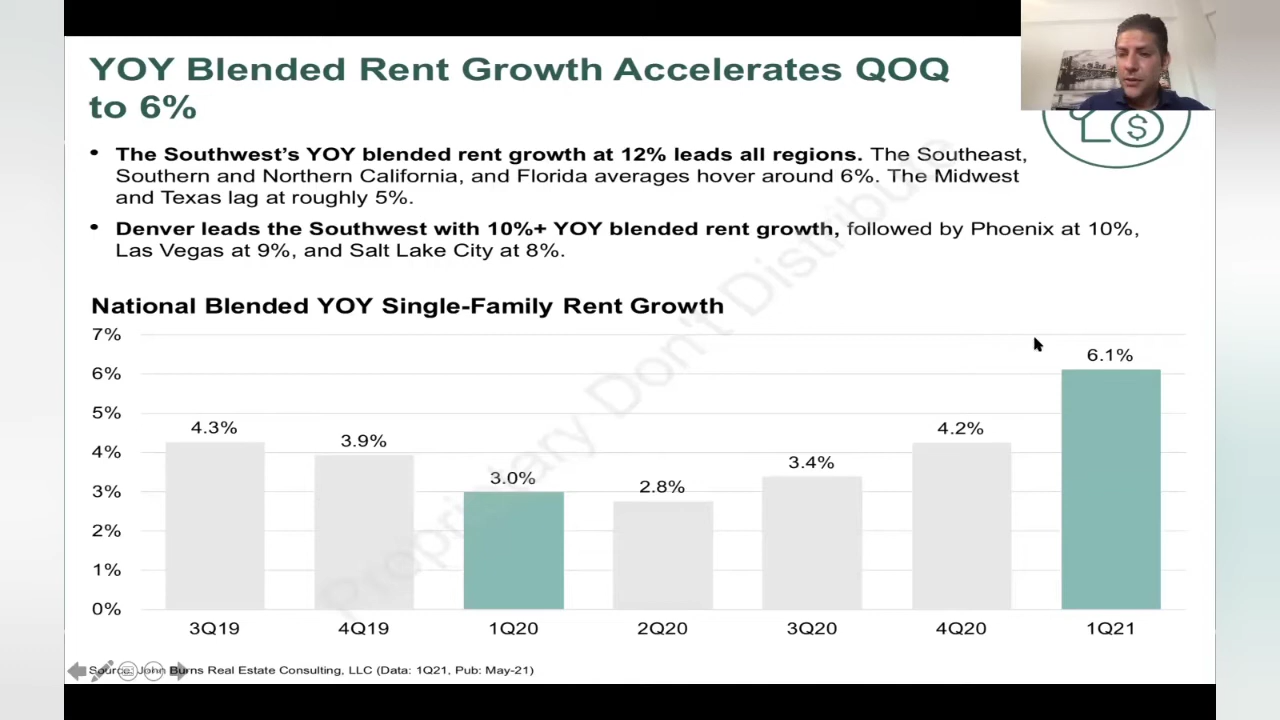 YOY Blended Rent Growth Accelerates QOQ
to 6%
• The Southwest's YOY blended rent growth at 12% leads all regions. The Southeast,
Southern and Northern California, and Florida averages hover around 6%. The Midwest
and Texas lag at roughly 5%.
• Denver leads the Southwest with 10%+ YOY blended rent growth, followed by Phoenix at 10%,
Las Vegas at 9%, and Salt Lake City at 8%.
National Blended YOY Single-Family Rent Growth
7%
6%
5%
4%
3%
2%
1%
0%
4.3%
3.9%
3.0%
2.8%
3.4%
4.2%
6.1%
3Q19
4Q19
1Q20
2Q20
3Q20
4Q20
1Q21
Source: John Burns Real Estate Consulting, LLC (Data: 1Q21, Pub: May-21)
Proprietary Don't Distribute
$